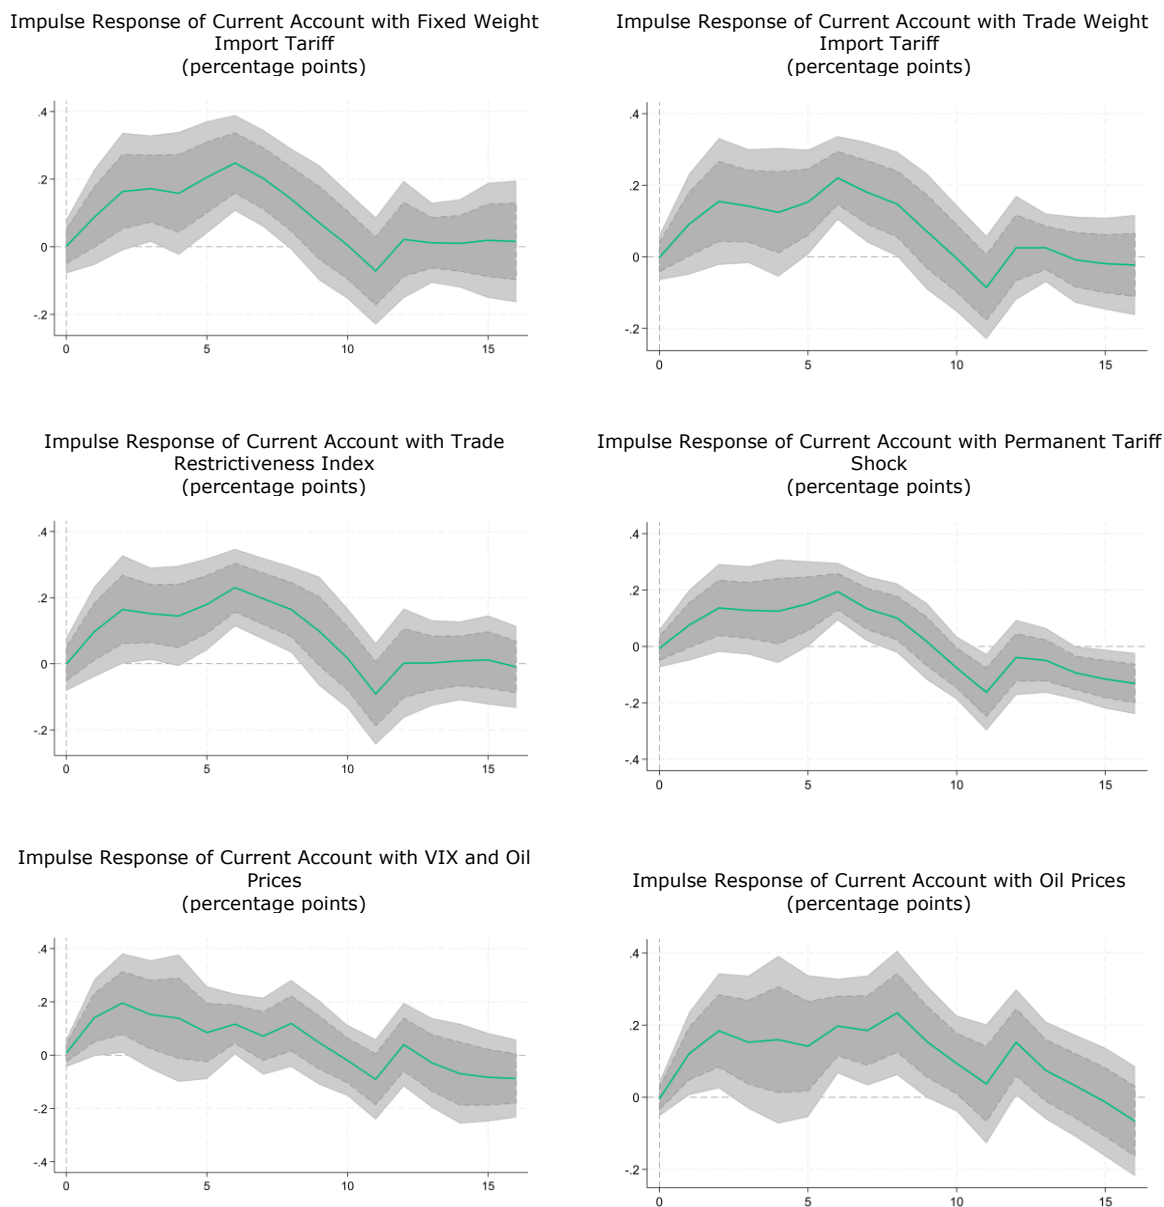 Impulse Response of Current Account with Fixed Weight
Import Tariff
(percentage points)
.4
.2
0
-.2
0 5 10 15
Impulse Response of Current Account with Trade Weight
Import Tariff
(percentage points)
.4
.2
0
-.2
0 5 10 15
Impulse Response of Current Account with Trade
Restrictiveness Index
(percentage points)
.4
.2
0
-.2
0 5 10 15
Impulse Response of Current Account with Permanent Tariff
Shock
(percentage points)
.4
.2
0
-.2
-.4
0 5 10 15
Impulse Response of Current Account with VIX and Oil
Prices
(percentage points)
.4
.2
0
-.2
-.4
0 5 10 15
Impulse Response of Current Account with Oil Prices
(percentage points)
.4
.2
0
-.2
0 5 10 15